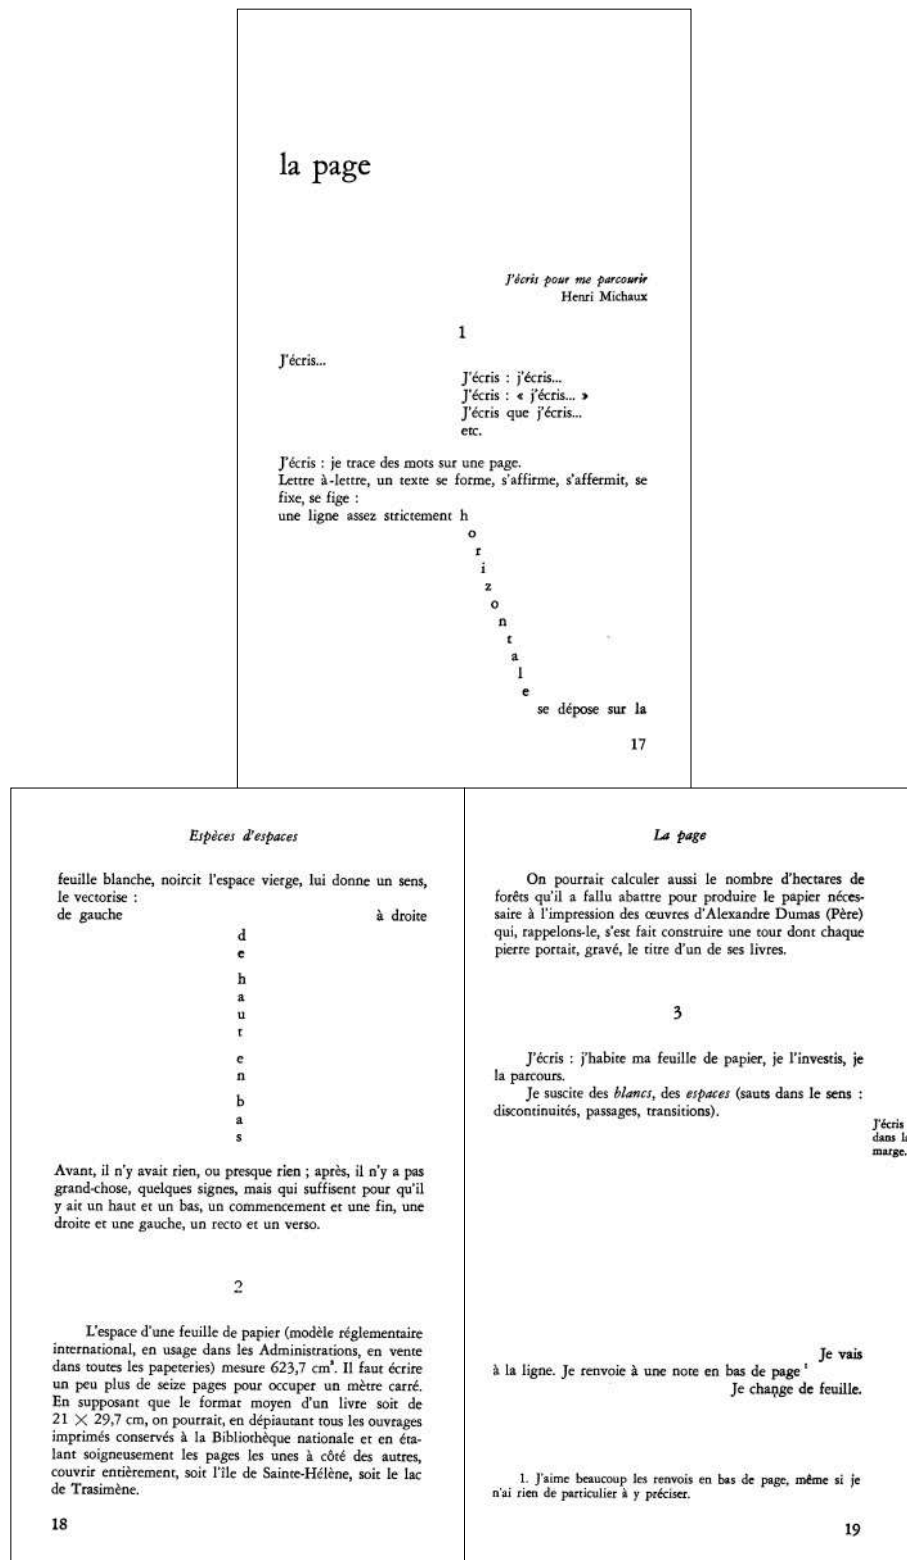 la page
J'écris pour me parcourir
Henri Michaux
1
J'écris...
J'écris : j'écris...
J'écris : « j'écris... »
J'écris que j'écris...
etc.
J'écris : je trace des mots sur une page.
Lettre à-lettre, un texte se forme, s'affirme, s'affermit, se
fixe, se fige :
une ligne assez strictement h
o
r
i
z
o
n
t
a
l
e
se dépose sur la
17
Espèces d'espaces
feuille blanche, noircit l'espace vierge, lui donne un sens,
le vectorise :
de gauche à droite
d
e
h
a
u
t
e
n
b
a
s
Avant, il n'y avait rien, ou presque rien ; après, il n'y a pas
grand-chose, quelques signes, mais qui suffisent pour qu'il
y ait un haut et un bas, un commencement et une fin, une
droite et une gauche, un recto et un verso.
2
L'espace d'une feuille de papier (modèle réglementaire
international, en usage dans les Administrations, en vente
dans toutes les papeteries) mesure 623,7 cm². Il faut écrire
un peu plus de seize pages pour occuper un mètre carré.
En supposant que le format moyen d'un livre soit de
21 × 29,7 cm, on pourrait, en dépiautant tous les ouvrages
imprimés conservés à la Bibliothèque nationale et en éta-
lant soigneusement les pages les unes à côté des autres,
couvrir entièrement, soit l'île de Sainte-Hélène, soit le lac
de Trasimène.
18
La page
On pourrait calculer aussi le nombre d'hectares de
forêts qu'il a fallu abattre pour produire le papier néces-
saire à l'impression des œuvres d'Alexandre Dumas (Père)
qui, rappelons-le, s'est fait construire une tour dont chaque
pierre portait, gravé, le titre d'un de ses livres.
3
J'écris : j'habite ma feuille de papier, je l'investis, je
la parcours.
Je suscite des blancs, des espaces (sauts dans le sens :
discontinuités, passages, transitions).
J'écris
dans la
marge.
Je vais
à la ligne. Je renvoie à une note en bas de page ¹
Je change de feuille.
1. J'aime beaucoup les renvois en bas de page, même si je
n'ai rien de particulier à y préciser.
19